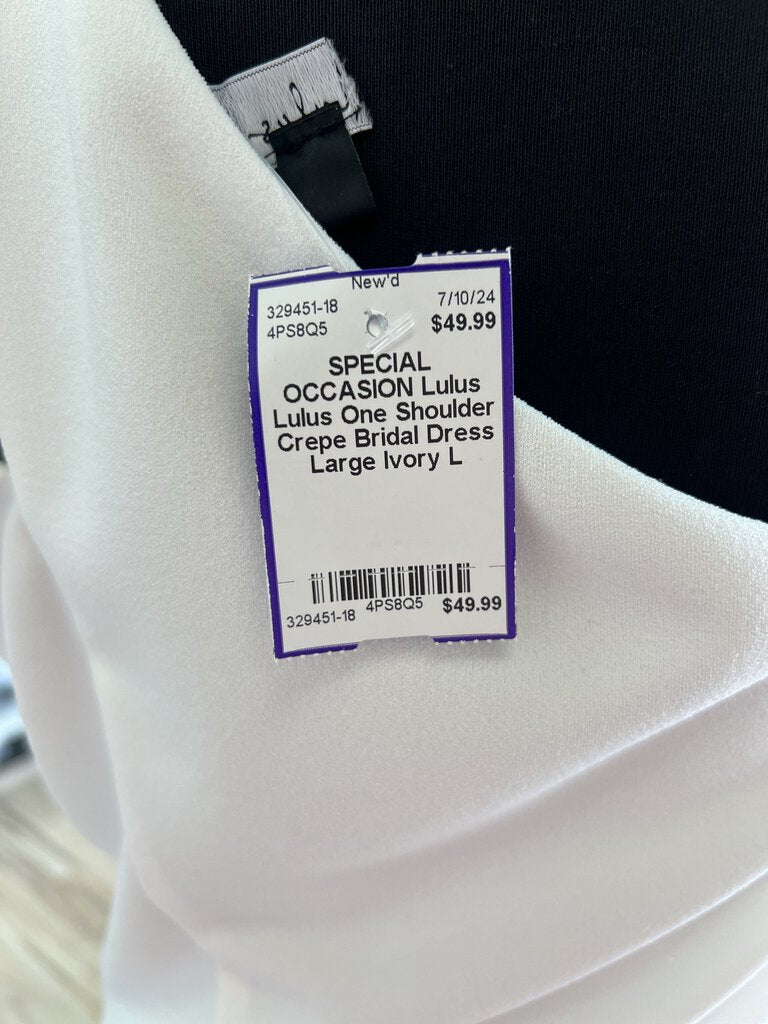 New'd
329451-18 7/10/24
4PS8Q5 $49.99
SPECIAL
OCCASION Lulus
Lulus One Shoulder
Crepe Bridal Dress
Large Ivory L
329451-18 4PS8Q5 $49.99